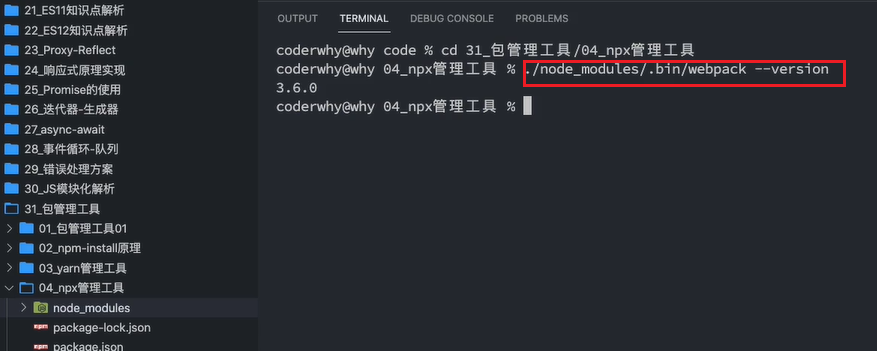 21_ES11知识点解析
22_ES12知识点解析
23_Proxy-Reflect
24_响应式原理实现
25_Promise的使用
26_迭代器-生成器
27_async-await
28_事件循环-队列
29_错误处理方案
30_JS模块化解析
31_包管理工具
01_包管理工具01
02_npm-install原理
03_yarn管理工具
04_npx管理工具
node_modules
package-lock.json
package.json
OUTPUT TERMINAL DEBUG CONSOLE PROBLEMS
coderwhy@why code % cd 31_包管理工具/04_npx管理工具
coderwhy@why 04_npx管理工具 % ./node_modules/.bin/webpack --version
3.6.0
coderwhy@why 04_npx管理工具 %